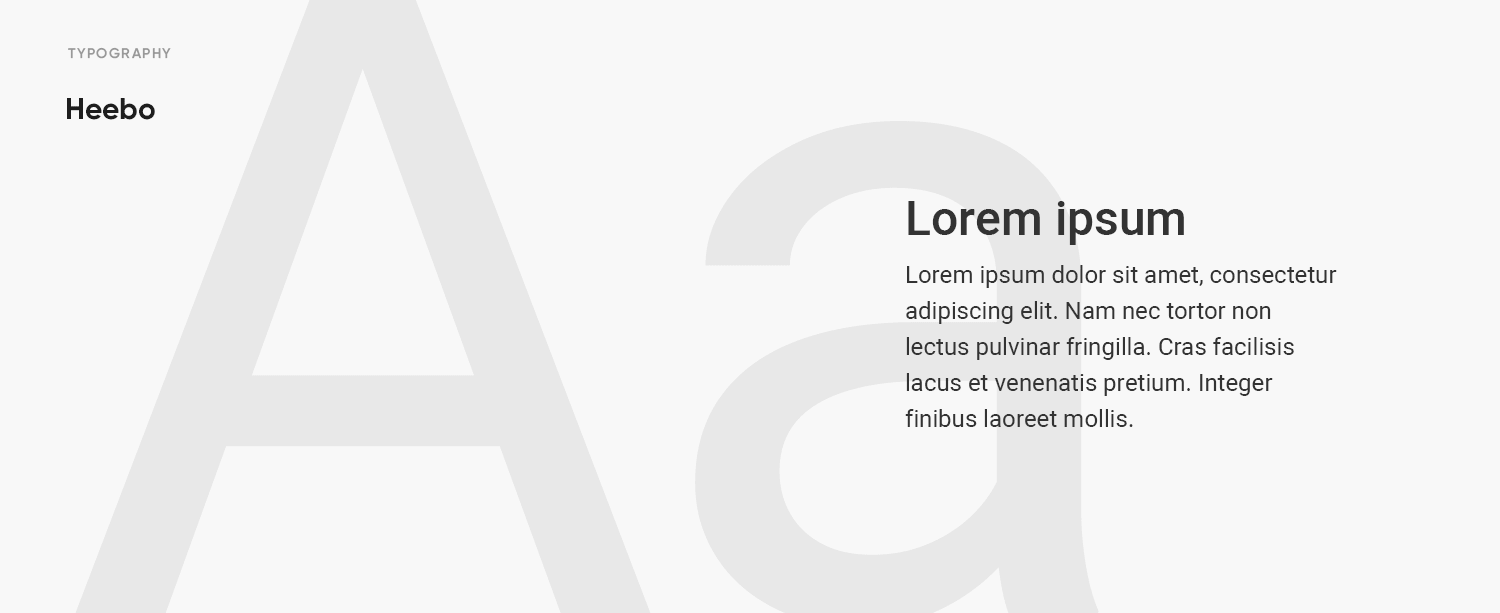 TYPOGRAPHY
Heebo
Aa
Lorem ipsum
Lorem ipsum dolor sit amet, consectetur
adipiscing elit. Nam nec tortor non
lectus pulvinar fringilla. Cras facilisis
lacus et venenatis pretium. Integer
finibus laoreet mollis.